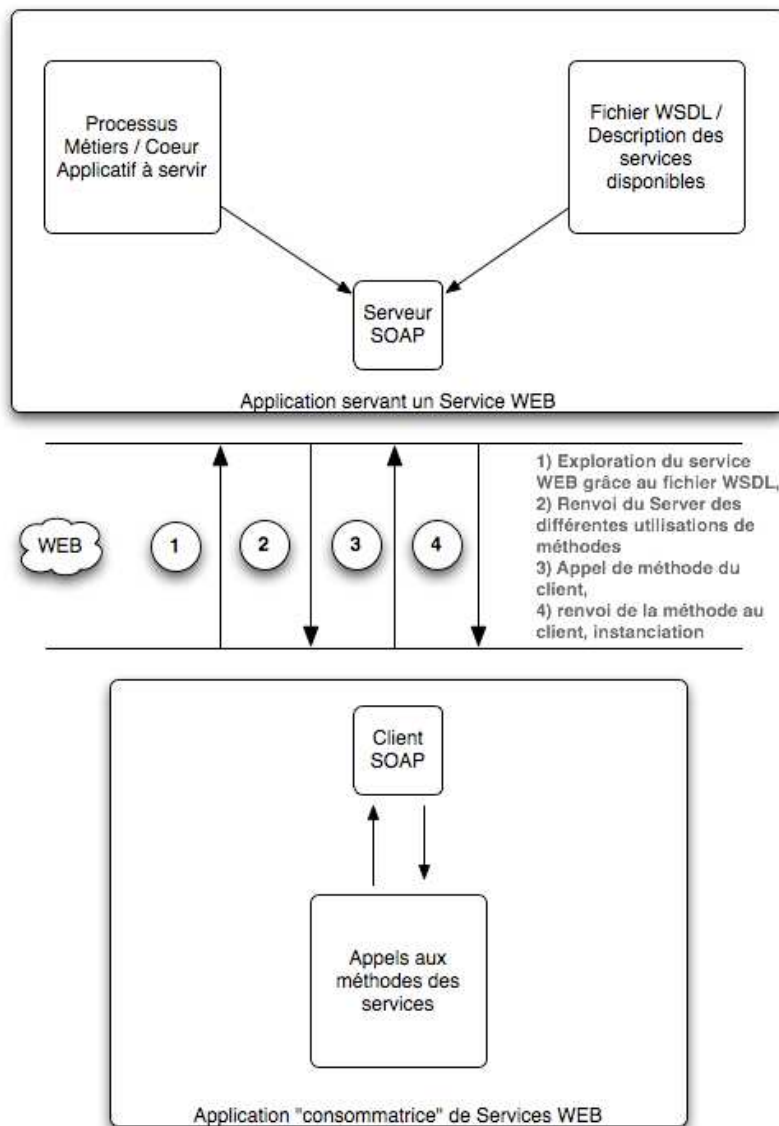 Processus
Métiers / Coeur
Applicatif à servir
Fichier WSDL /
Description des
services
disponibles
Serveur
SOAP
Application servant un Service WEB
WEB
1
2
3
4
1) Exploration du service
WEB grâce au fichier WSDL,
2) Renvoi du Server des
différentes utilisations de
méthodes
3) Appel de méthode du
client,
4) renvoi de la méthode au
client, instanciation
Client
SOAP
Appels aux
méthodes des
services
Application "consommatrice" de Services WEB